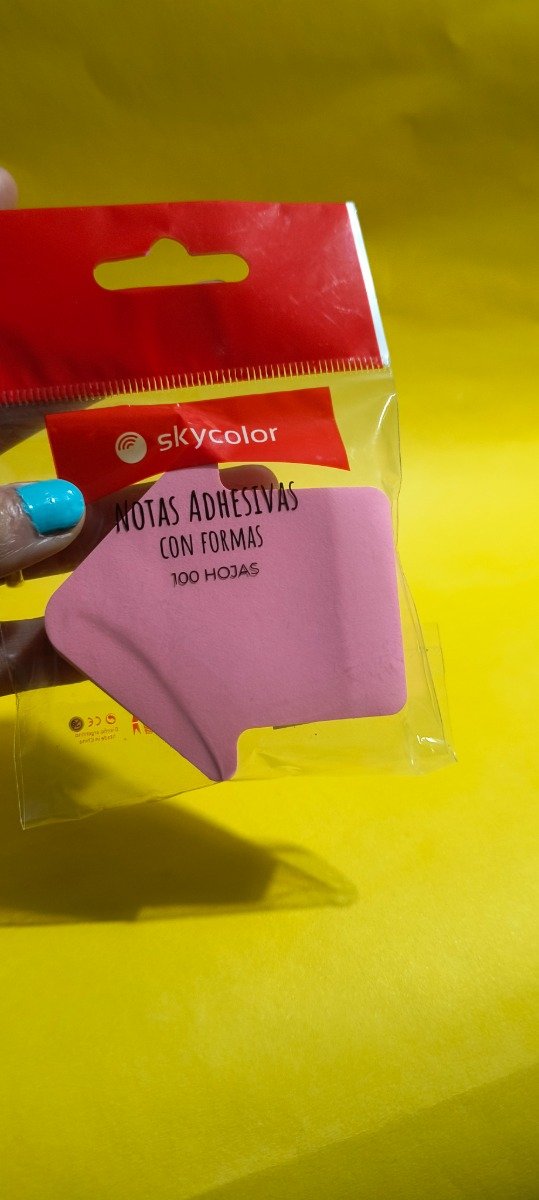 skycolor
NOTAS ADHESIVAS
CON FORMAS
100 HOJAS